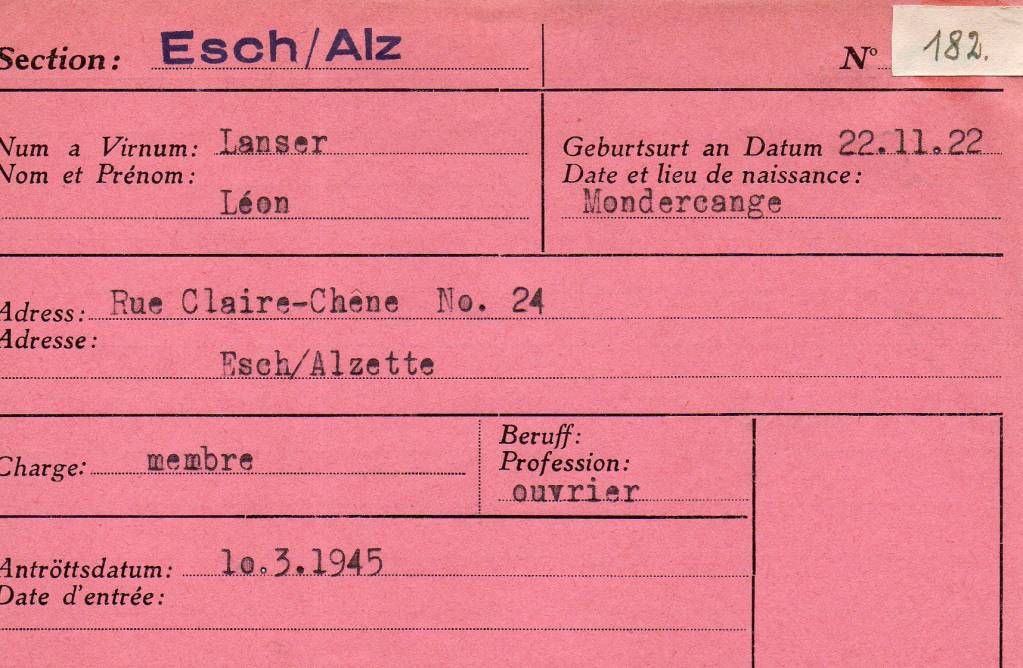 Section: Esch/Alz Nº 182.
Num a Virnum: Lanser
Nom et Prénom:
Léon
Geburtsurt an Datum 22.11.22
Date et lieu de naissance:
Mondercange
Adress: Rue Claire-Chêne No. 24
Adresse:
Esch/Alzette
Charge: membre
Beruff:
Profession:
ouvrier
Antröttsdatum: lo.3.1945
Date d'entrée: